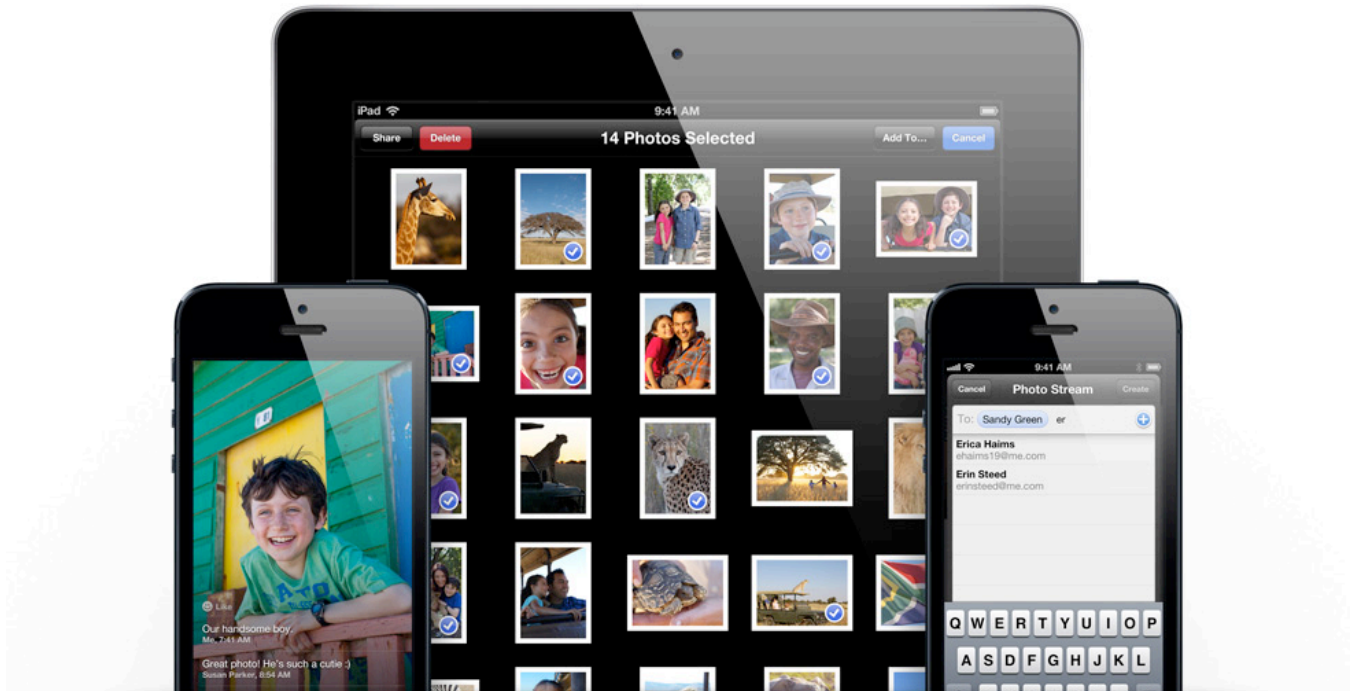 iPad
9:41 AM
Share
Delete
14 Photos Selected
Add To...
Cancel
Like
Our handsome boy.
Me, 7:41 AM
Great photo! He's such a cutie :)
Susan Parker, 8:54 AM
9:41 AM
Cancel
Photo Stream
Create
To: Sandy Green er
Erica Haims
ehaims19@me.com
Erin Steed
erinsteed@me.com
Q W E R T Y U I O P
A S D F G H J K L